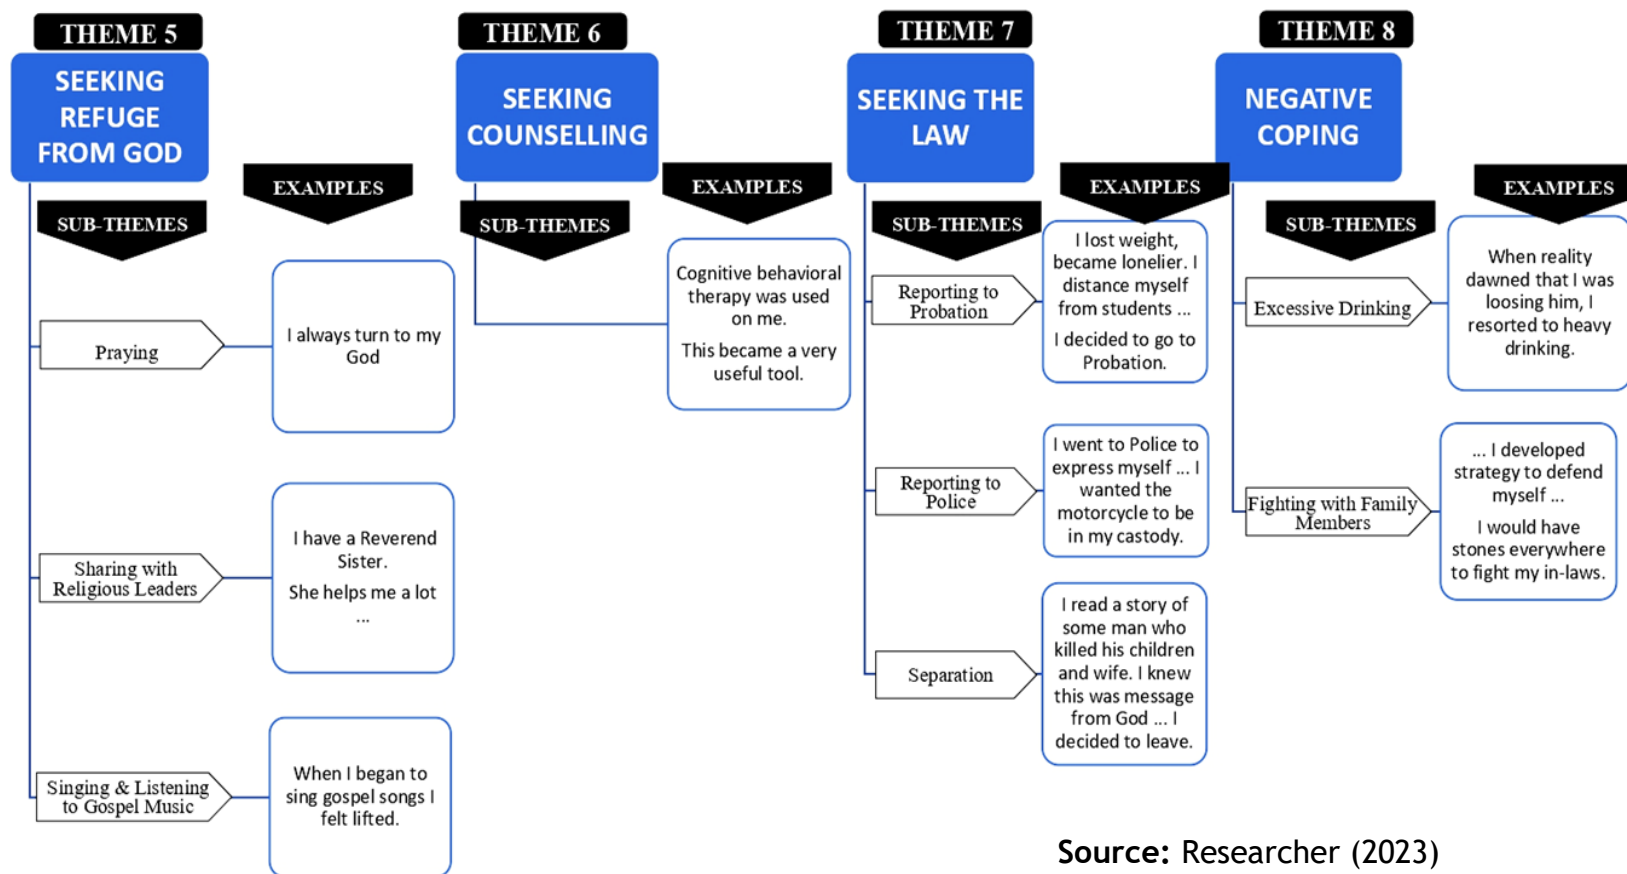 THEME 5
SEEKING
REFUGE
FROM GOD
EXAMPLES
SUB-THEMES
Praying
I always turn to my
God
Sharing with
Religious Leaders
I have a Reverend
Sister.
She helps me a lot
...
Singing & Listening
to Gospel Music
When I began to
sing gospel songs I
felt lifted.
THEME 6
SEEKING
COUNSELLING
EXAMPLES
SUB-THEMES
Cognitive behavioral
therapy was used
on me.
This became a very
useful tool.
THEME 7
SEEKING THE
LAW
EXAMPLES
SUB-THEMES
Reporting to
Probation
I lost weight,
became lonelier. I
distance myself
from students ...
I decided to go to
Probation.
Reporting to
Police
I went to Police to
express myself ... I
wanted the
motorcycle to be
in my castody.
Separation
I read a story of
some man who
killed his children
and wife. I knew
this was message
from God ... I
decided to leave.
THEME 8
NEGATIVE
COPING
EXAMPLES
SUB-THEMES
Excessive Drinking
When reality
dawned that I was
loosing him, I
resorted to heavy
drinking.
Fighting with Family
Members
... I developed
strategy to defend
myself ...
I would have
stones everywhere
to fight my in-laws.
Source: Researcher (2023)